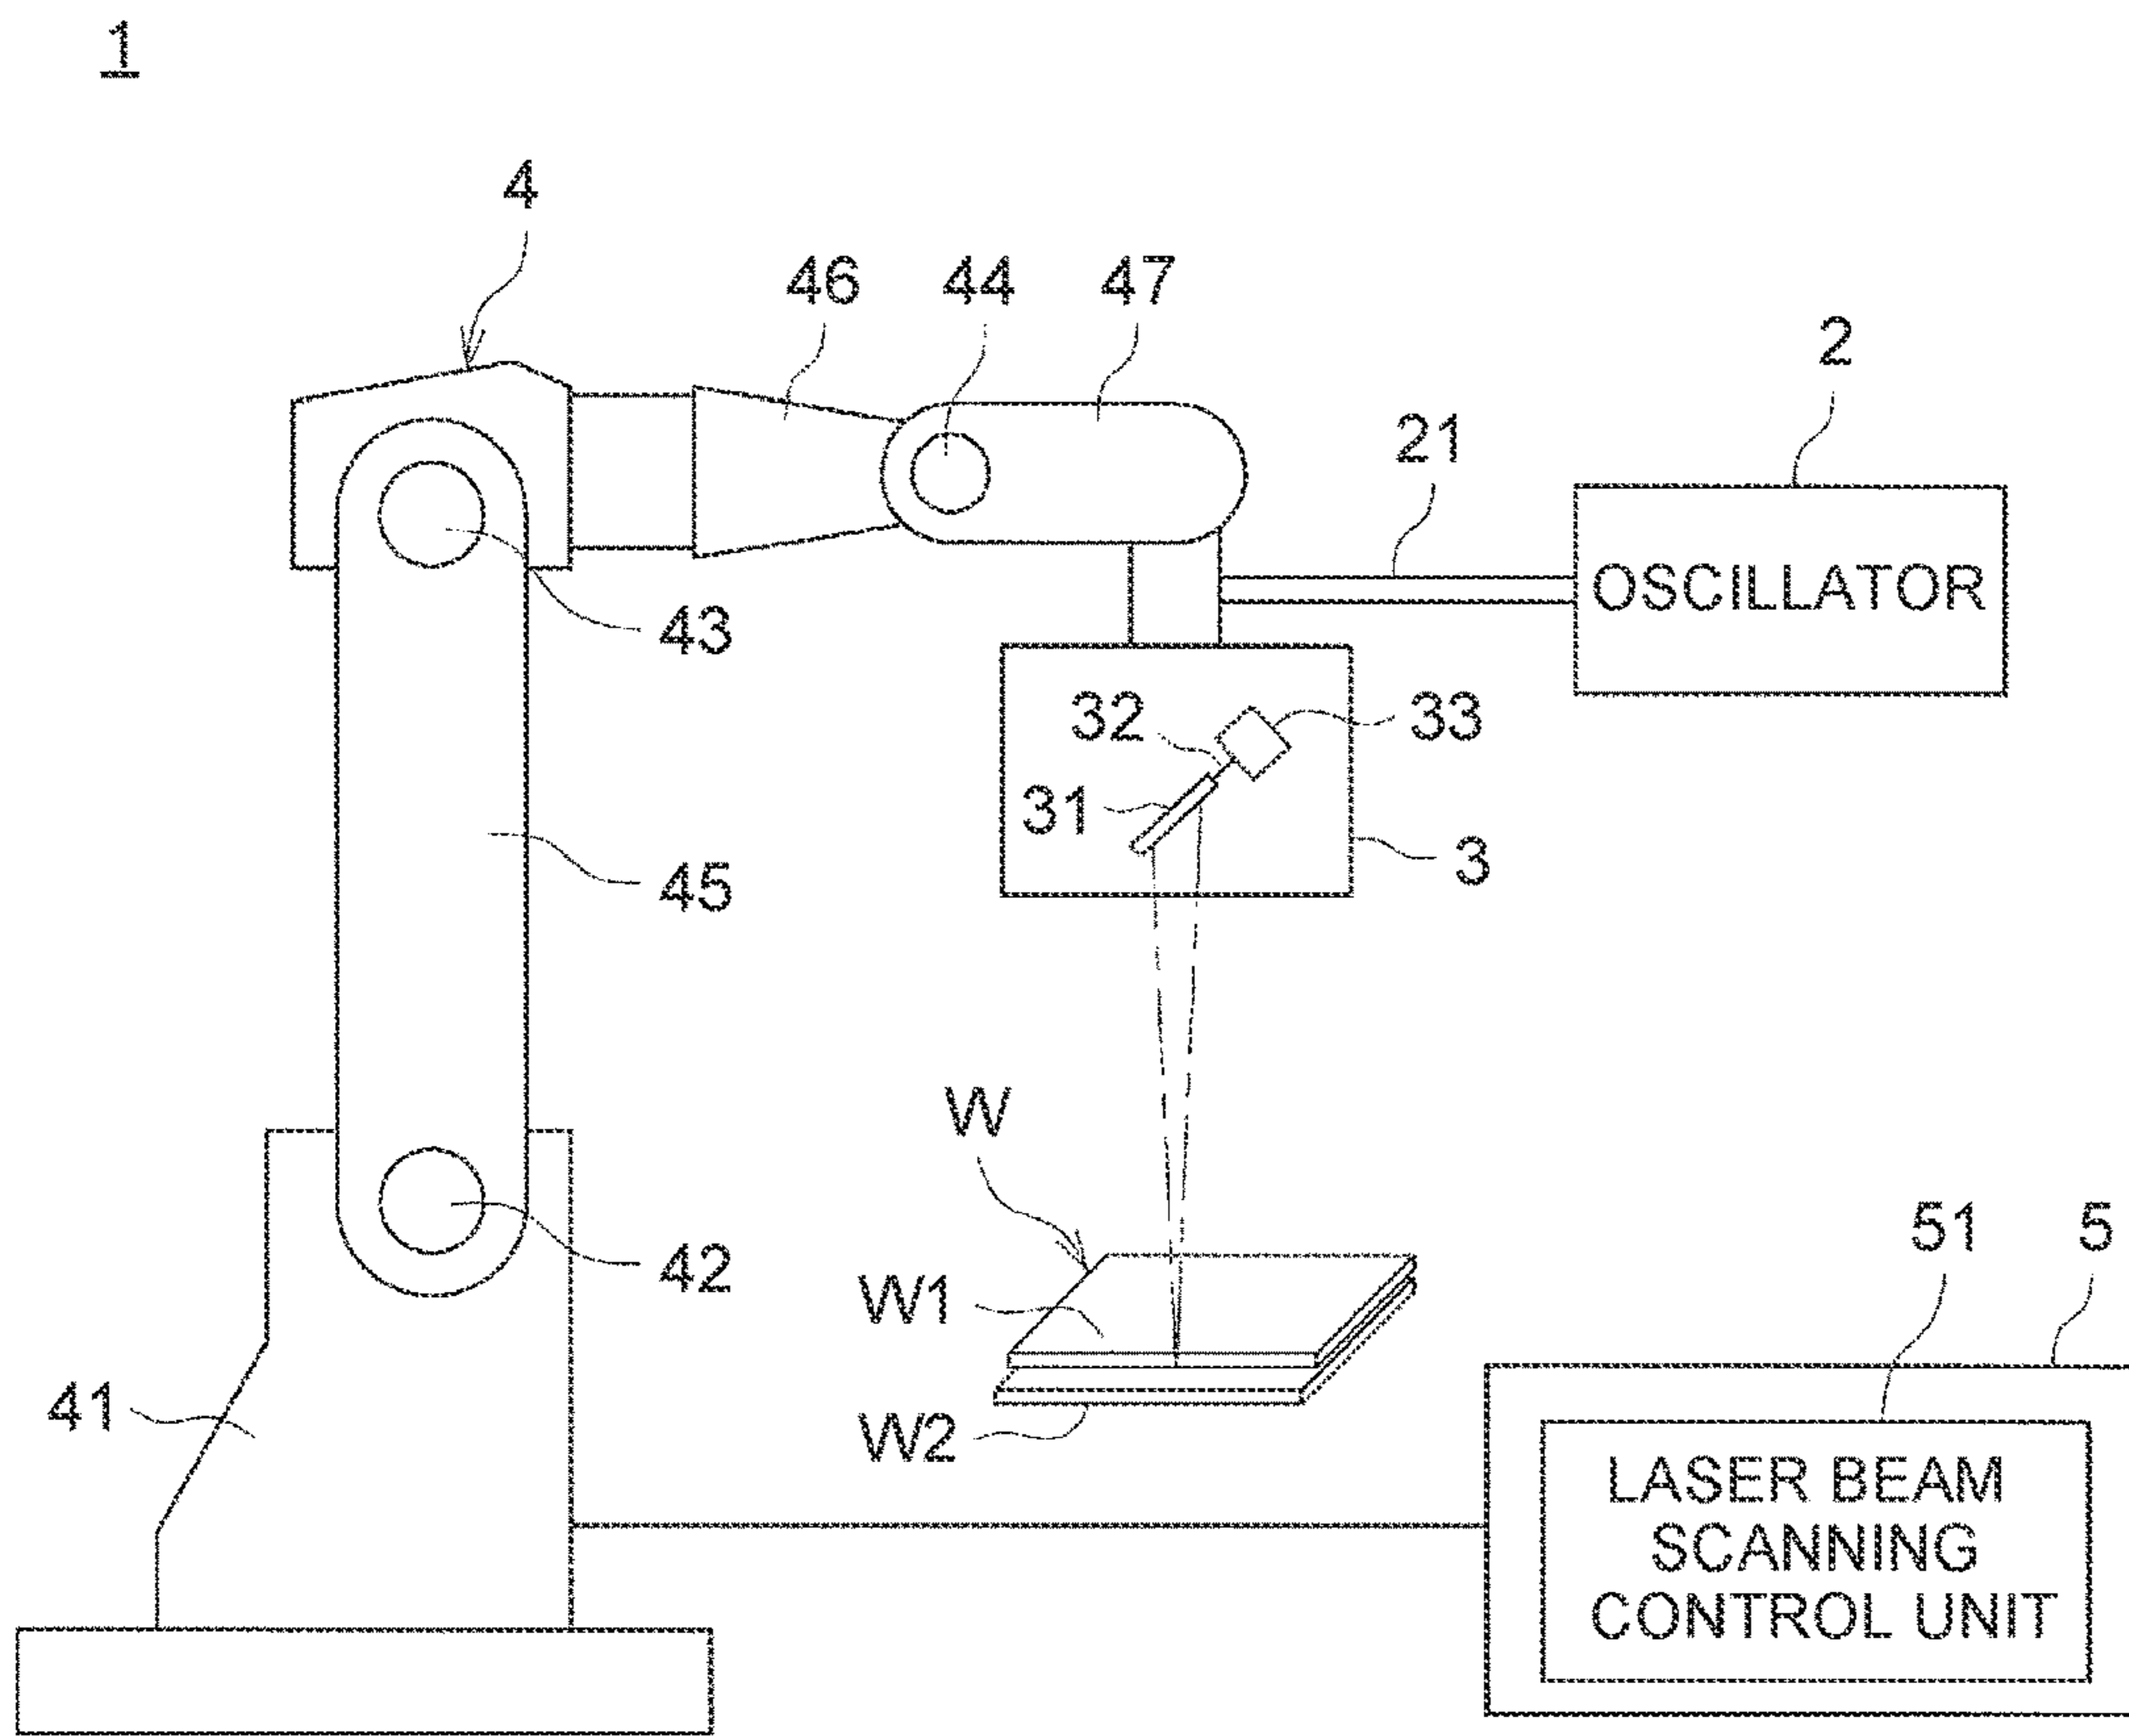 1
4
46
44
47
2
21
OSCILLATOR
43
32
33
31
3
45
W
51
5
42
W1
41
W2
LASER BEAM
SCANNING
CONTROL UNIT